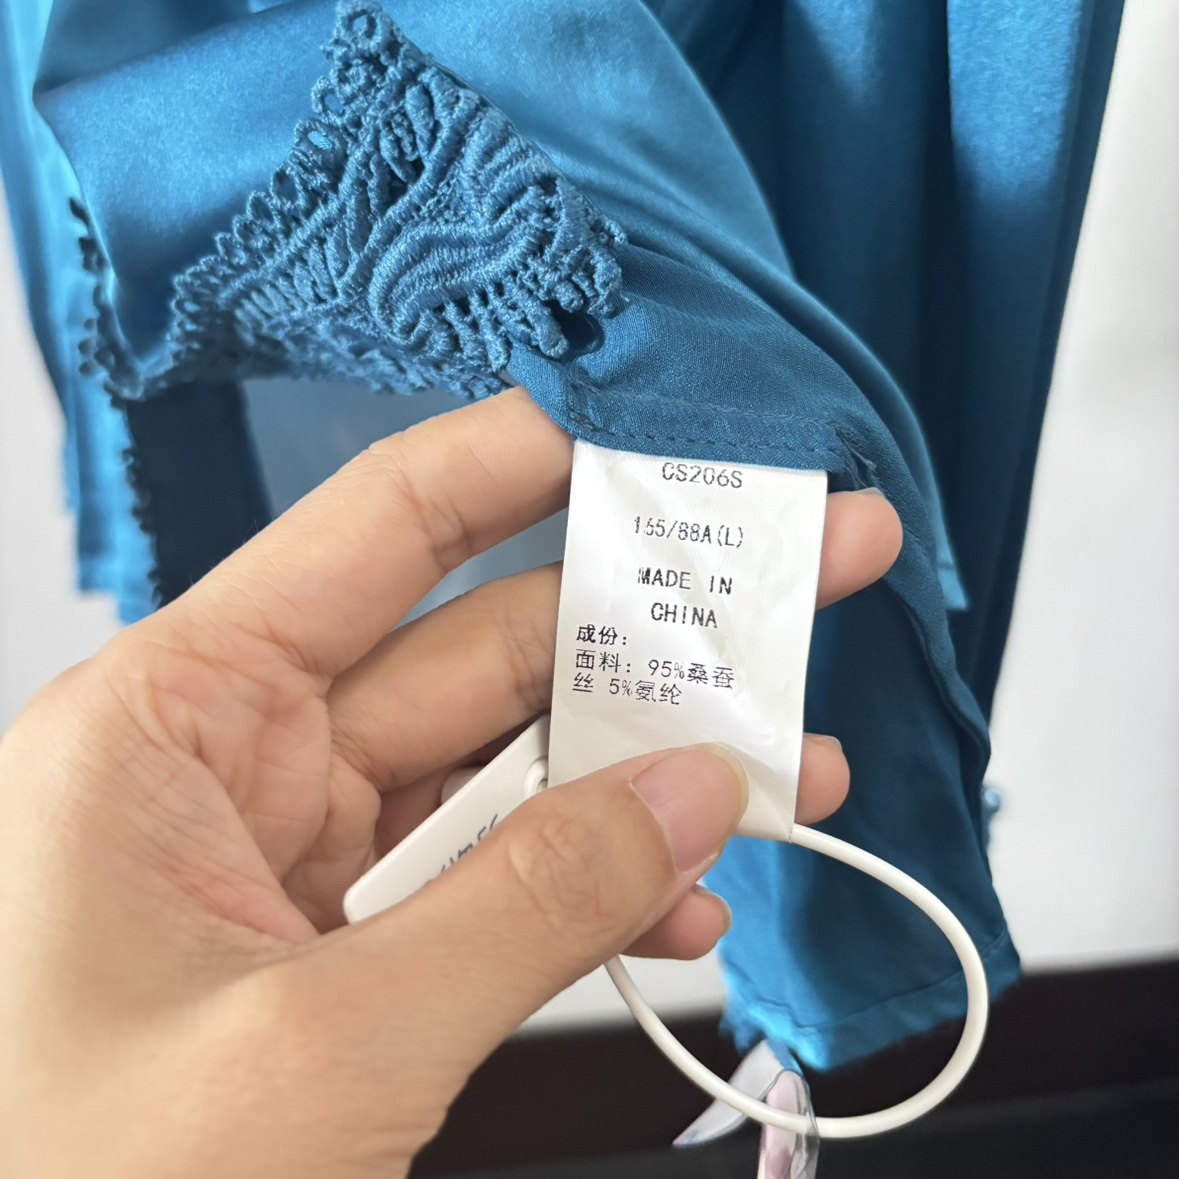 CS206S
165/88A(L)
MADE IN
CHINA
成份:
面料: 95%桑蚕
丝 5%氨纶